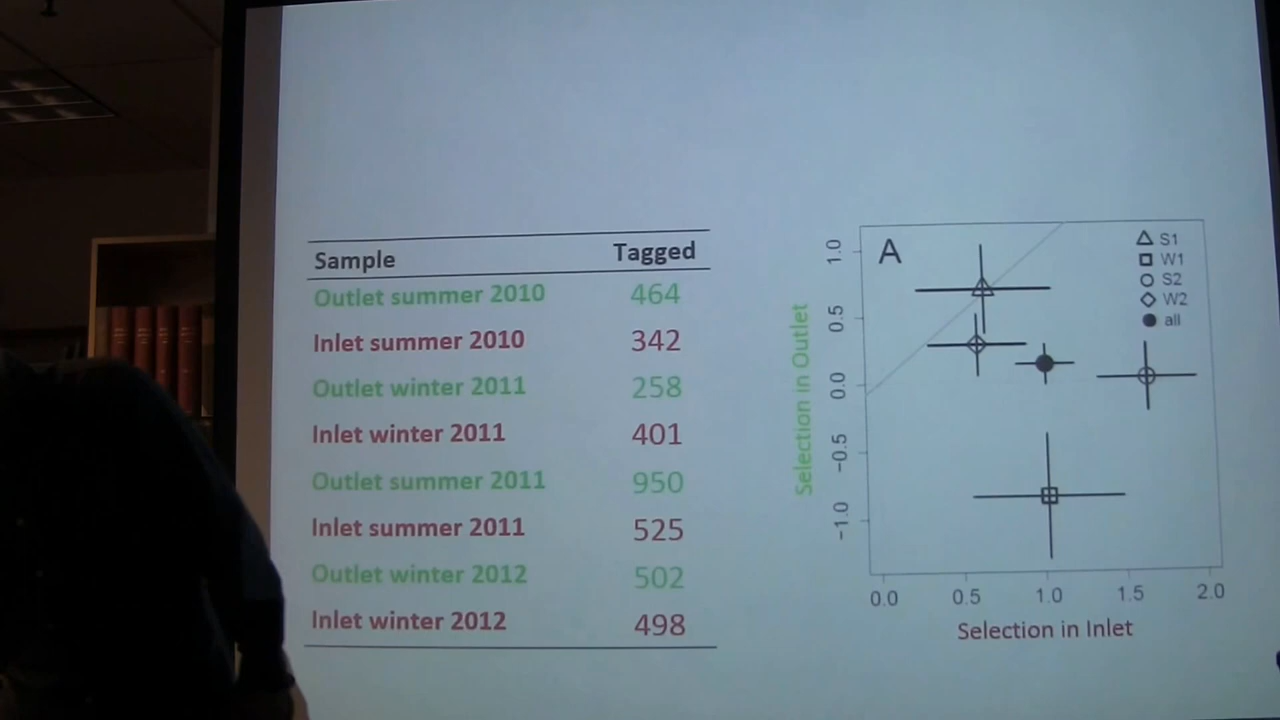 Sample Tagged
Outlet summer 2010 464
Inlet summer 2010 342
Outlet winter 2011 258
Inlet winter 2011 401
Outlet summer 2011 950
Inlet summer 2011 525
Outlet winter 2012 502
Inlet winter 2012 498
A
S1
W1
S2
W2
all
Selection in Outlet
1.0
0.5
0.0
−0.5
−1.0
0.0 0.5 1.0 1.5 2.0
Selection in Inlet